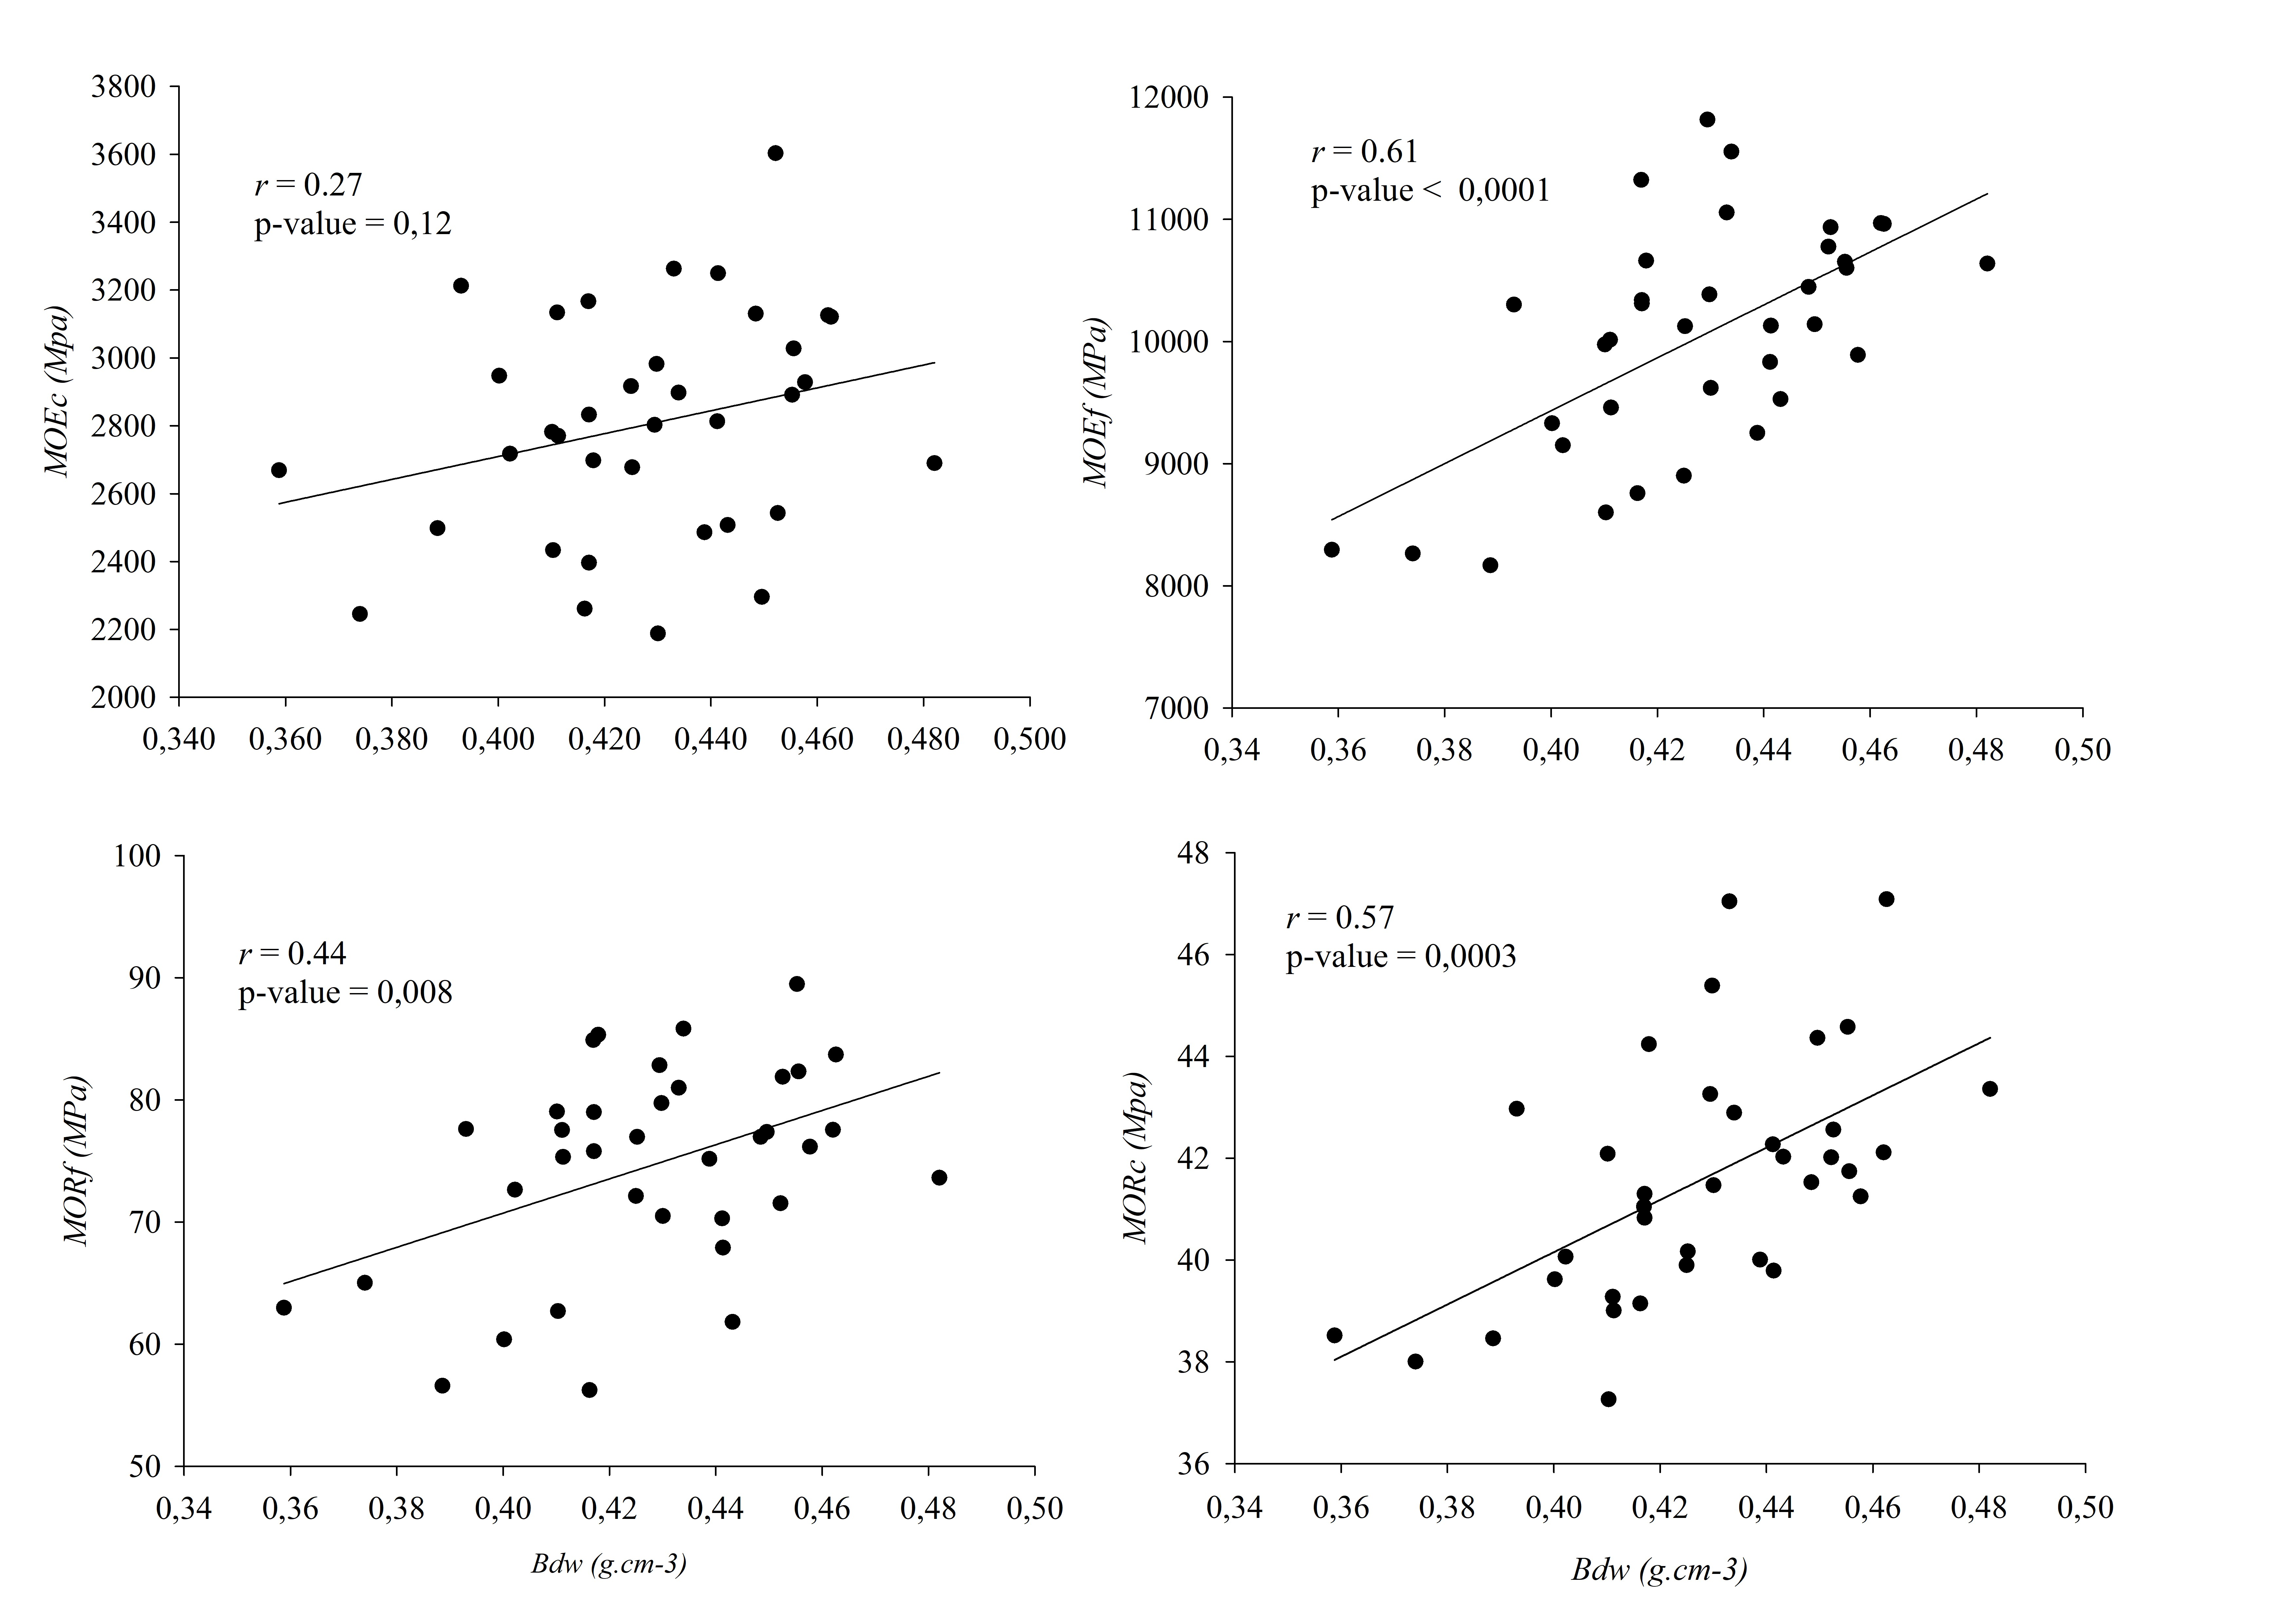 3800
3600
3400
3200
3000
2800
2600
2400
2200
2000
MOEc (Mpa)
r = 0.27
p-value = 0,12
0,340 0,360 0,380 0,400 0,420 0,440 0,460 0,480 0,500
12000
11000
10000
9000
8000
7000
MOEf (MPa)
r = 0.61
p-value < 0,0001
0,34 0,36 0,38 0,40 0,42 0,44 0,46 0,48 0,50
100
90
80
70
60
50
MORf (MPa)
r = 0.44
p-value = 0,008
0,34 0,36 0,38 0,40 0,42 0,44 0,46 0,48 0,50
Bdw (g.cm-3)
48
46
44
42
40
38
36
MORc (Mpa)
r = 0.57
p-value = 0,0003
0,34 0,36 0,38 0,40 0,42 0,44 0,46 0,48 0,50
Bdw (g.cm-3)